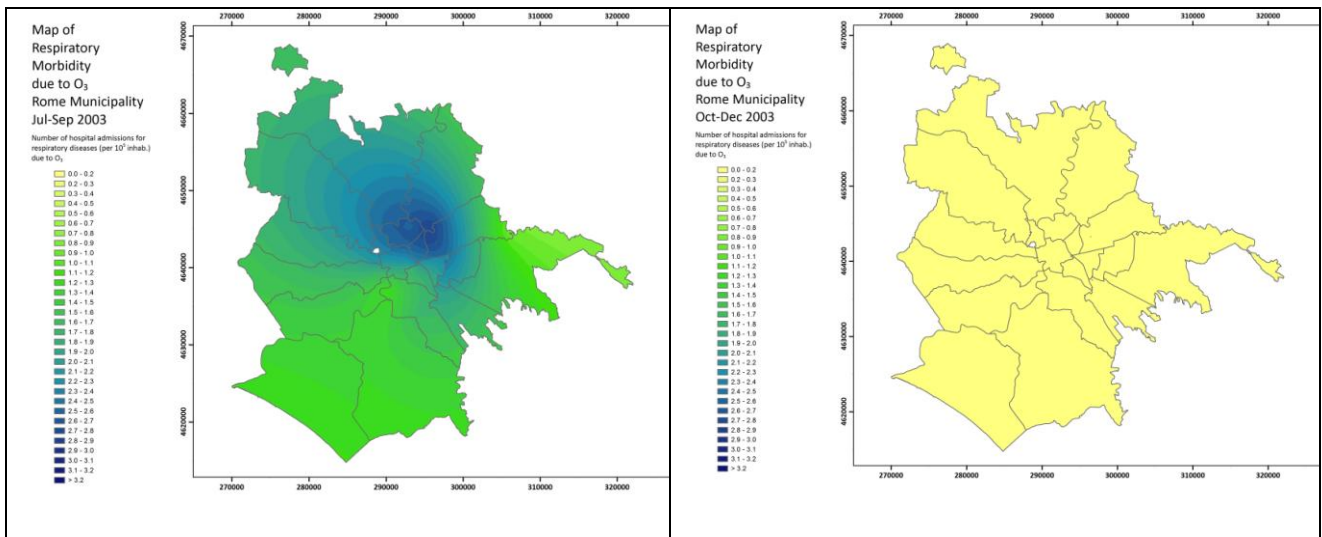 Map of
Respiratory
Morbidity
due to O₃
Rome Municipality
Jul-Sep 2003
Number of hospital admissions for
respiratory diseases (per 10⁵ inhab.)
due to O₃
0.0 - 0.2
0.2 - 0.3
0.3 - 0.4
0.4 - 0.5
0.5 - 0.6
0.6 - 0.7
0.7 - 0.8
0.8 - 0.9
0.9 - 1.0
1.0 - 1.1
1.1 - 1.2
1.2 - 1.3
1.3 - 1.4
1.4 - 1.5
1.5 - 1.6
1.6 - 1.7
1.7 - 1.8
1.8 - 1.9
1.9 - 2.0
2.0 - 2.1
2.1 - 2.2
2.2 - 2.3
2.3 - 2.4
2.4 - 2.5
2.5 - 2.6
2.6 - 2.7
2.7 - 2.8
2.8 - 2.9
2.9 - 3.0
3.0 - 3.1
3.1 - 3.2
> 3.2
270000 280000 290000 300000 310000 320000
4670000
4660000
4650000
4640000
4630000
4620000
270000 280000 290000 300000 310000 320000
Map of
Respiratory
Morbidity
due to O₃
Rome Municipality
Oct-Dec 2003
Number of hospital admissions for
respiratory diseases (per 10⁵ inhab.)
due to O₃
0.0 - 0.2
0.2 - 0.3
0.3 - 0.4
0.4 - 0.5
0.5 - 0.6
0.6 - 0.7
0.7 - 0.8
0.8 - 0.9
0.9 - 1.0
1.0 - 1.1
1.1 - 1.2
1.2 - 1.3
1.3 - 1.4
1.4 - 1.5
1.5 - 1.6
1.6 - 1.7
1.7 - 1.8
1.8 - 1.9
1.9 - 2.0
2.0 - 2.1
2.1 - 2.2
2.2 - 2.3
2.3 - 2.4
2.4 - 2.5
2.5 - 2.6
2.6 - 2.7
2.7 - 2.8
2.8 - 2.9
2.9 - 3.0
3.0 - 3.1
3.1 - 3.2
> 3.2
270000 280000 290000 300000 310000 320000
4670000
4660000
4650000
4640000
4630000
4620000
270000 280000 290000 300000 310000 320000